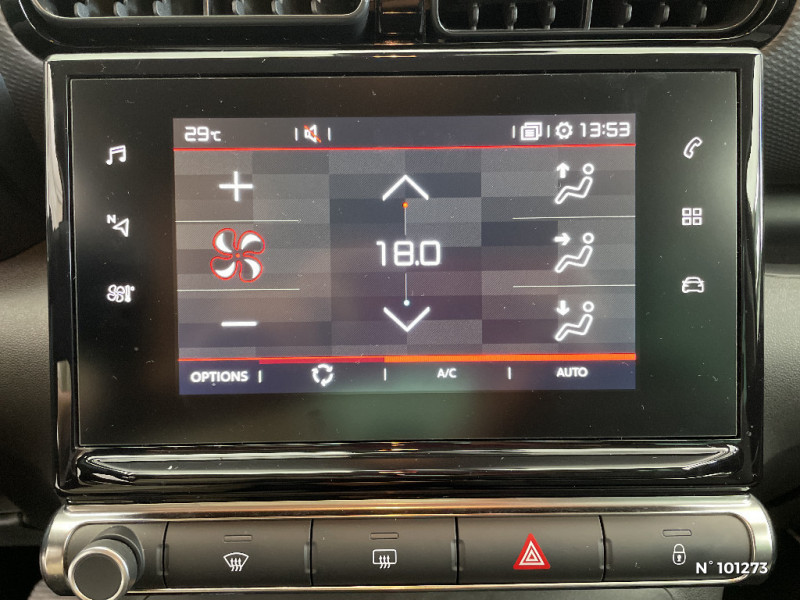 29°C 13:53
N
18.0
OPTIONS A/C AUTO
N°101273